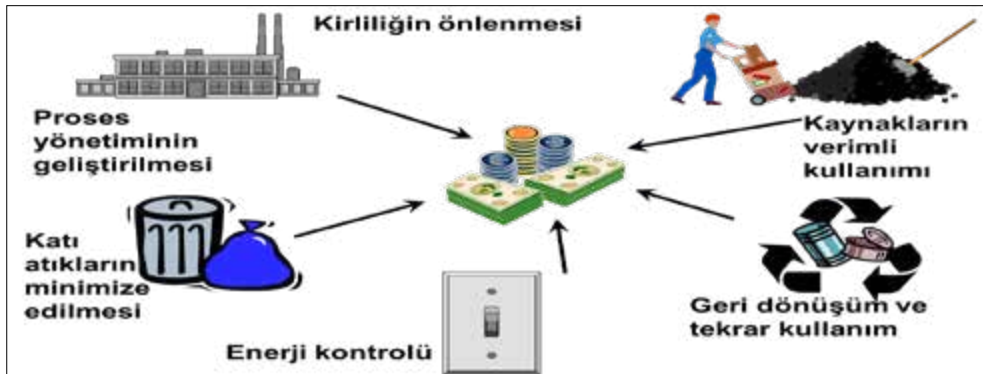 Kirliliğin önlenmesi
Proses
yönetiminin
geliştirilmesi
Kaynakların
verimli
kullanımı
Katı
atıkların
minimize
edilmesi
Geri dönüşüm ve
tekrar kullanım
Enerji kontrolü